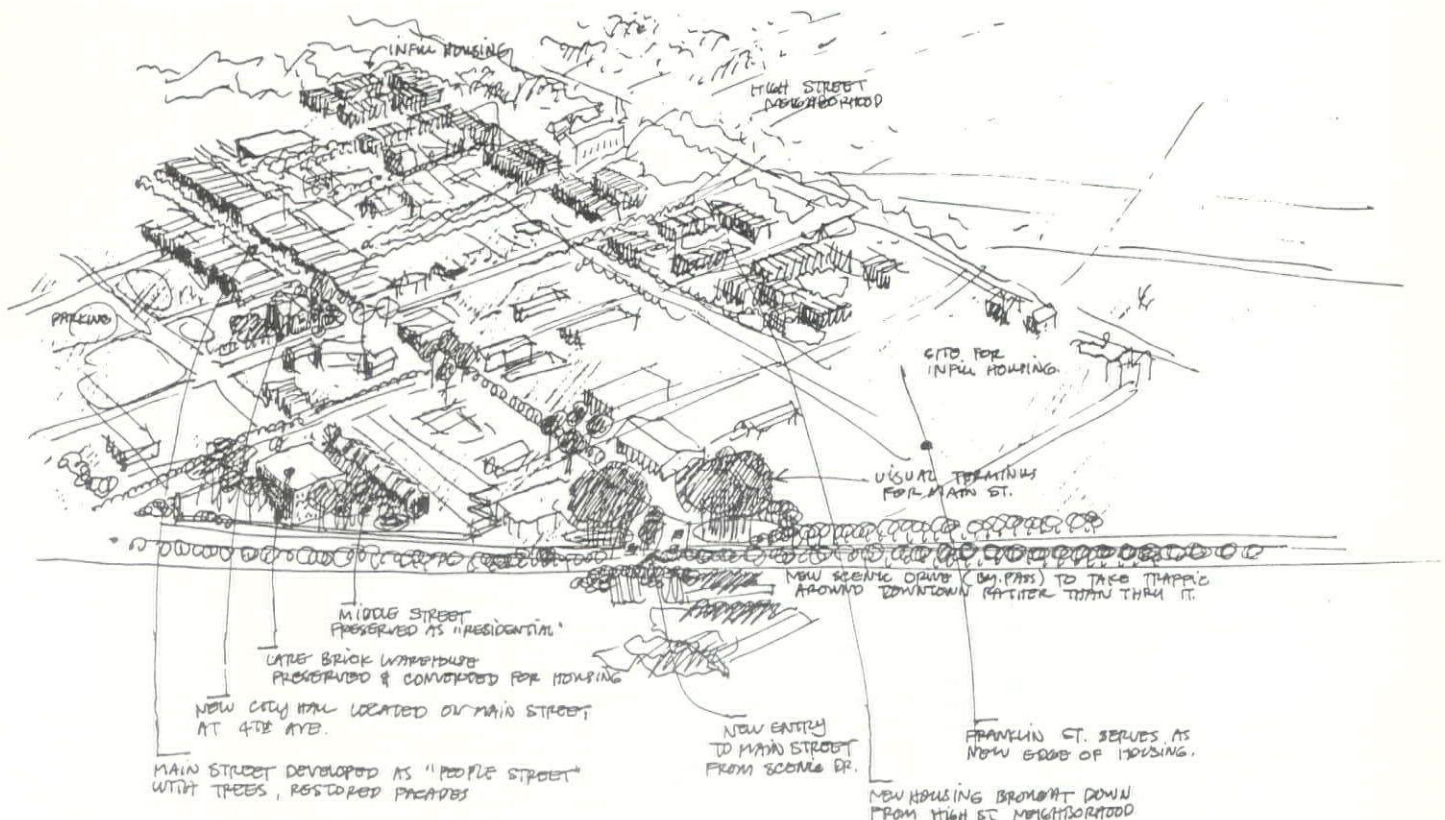 INFILL HOUSING
HIGH STREET
NEIGHBORHOOD
PARKING
SITE FOR
INFILL HOUSING.
VISUAL TERMINUS
FOR MAIN ST.
NEW SCENIC DRIVE (BY.PASS) TO TAKE TRAFFIC
AROUND DOWNTOWN RATHER THAN THRU IT.
MIDDLE STREET
PRESERVED AS "RESIDENTIAL"
LARGE BRICK WAREHOUSE
PRESERVED & CONVERTED FOR HOUSING
NEW CITY HALL LOCATED ON MAIN STREET
AT 4TH AVE.
MAIN STREET DEVELOPED AS "PEOPLE STREET"
WITH TREES, RESTORED FACADES
NEW ENTRY
TO MAIN STREET
FROM SCENIC DR.
FRANKLIN ST. SERVES AS
NEW EDGE OF HOUSING.
NEW HOUSING BROUGHT DOWN
FROM HIGH ST. NEIGHBORHOOD